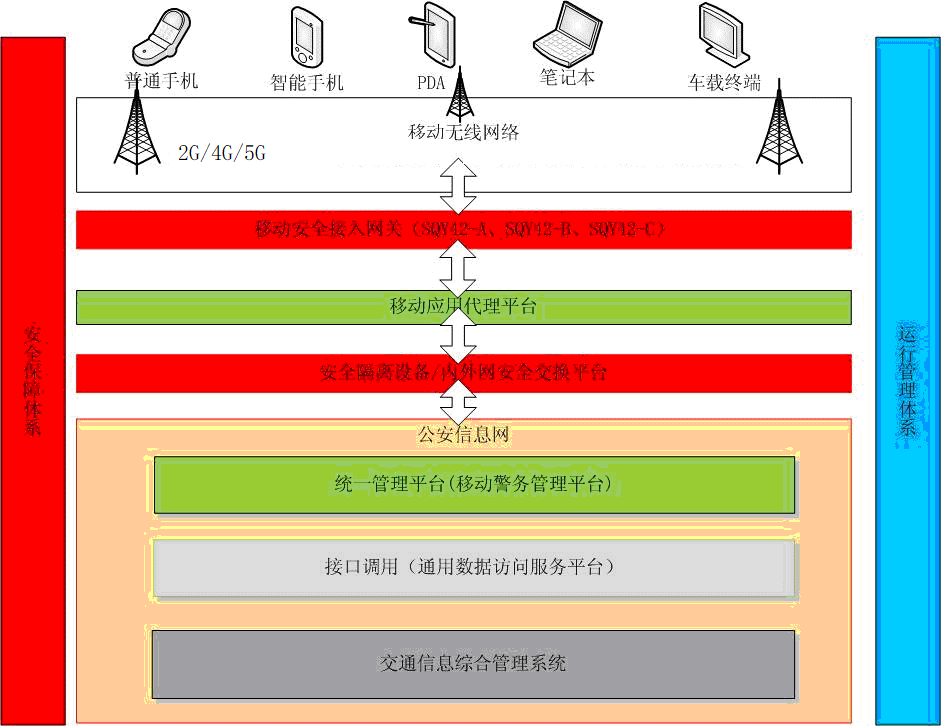 普通手机
智能手机
PDA
笔记本
车载终端
移动无线网络
2G/4G/5G
移动安全接入网关（SQY42-A、SQY42-B、SQY42-C）
移动应用代理平台
安全隔离设备/内外网安全交换平台
安全保障体系
运行管理体系
公安信息网
统一管理平台(移动警务管理平台)
接口调用（通用数据访问服务平台）
交通信息综合管理系统